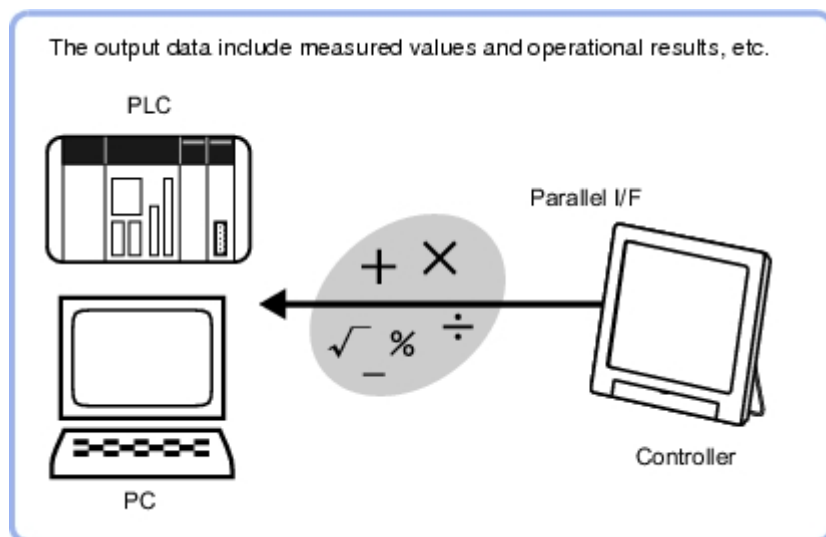 The output data include measured values and operational results, etc.
PLC
Parallel I/F
+ ×
√ % ÷
_
Controller
PC